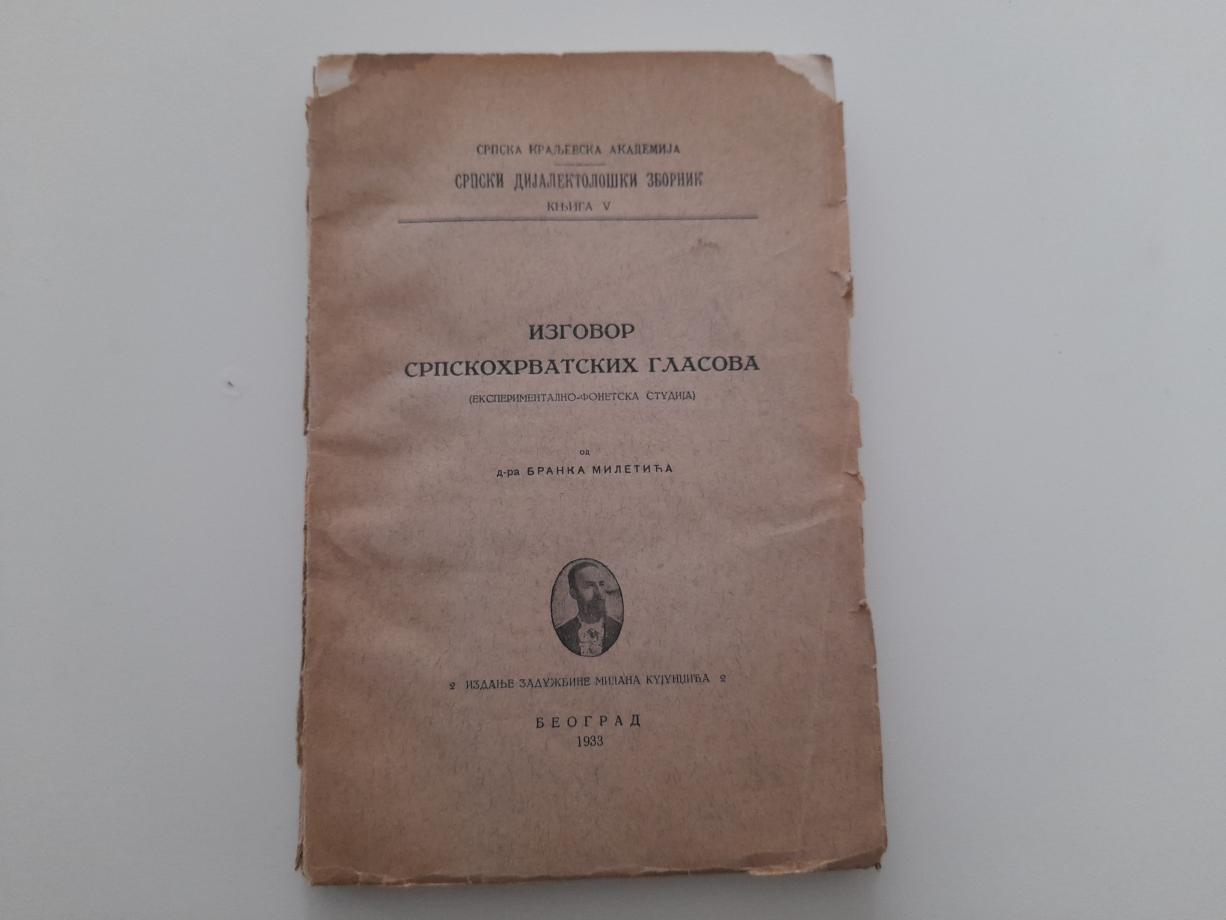 СРПСКА КРАЉЕВСКА АКАДЕМИЈА
СРПСКИ ДИЈАЛЕКТОЛОШКИ ЗБОРНИК
КЊИГА V
ИЗГОВОР
СРПСКОХРВАТСКИХ ГЛАСОВА
(ЕКСПЕРИМЕНТАЛНО-ФОНЕТСКА СТУДИЈА)
ОД
Д-РА БРАНКА МИЛЕТИЋА
ИЗДАЊЕ ЗАДУЖБИНЕ МИЛАНА КУЈУНЏИЋА
БЕОГРАД
1933